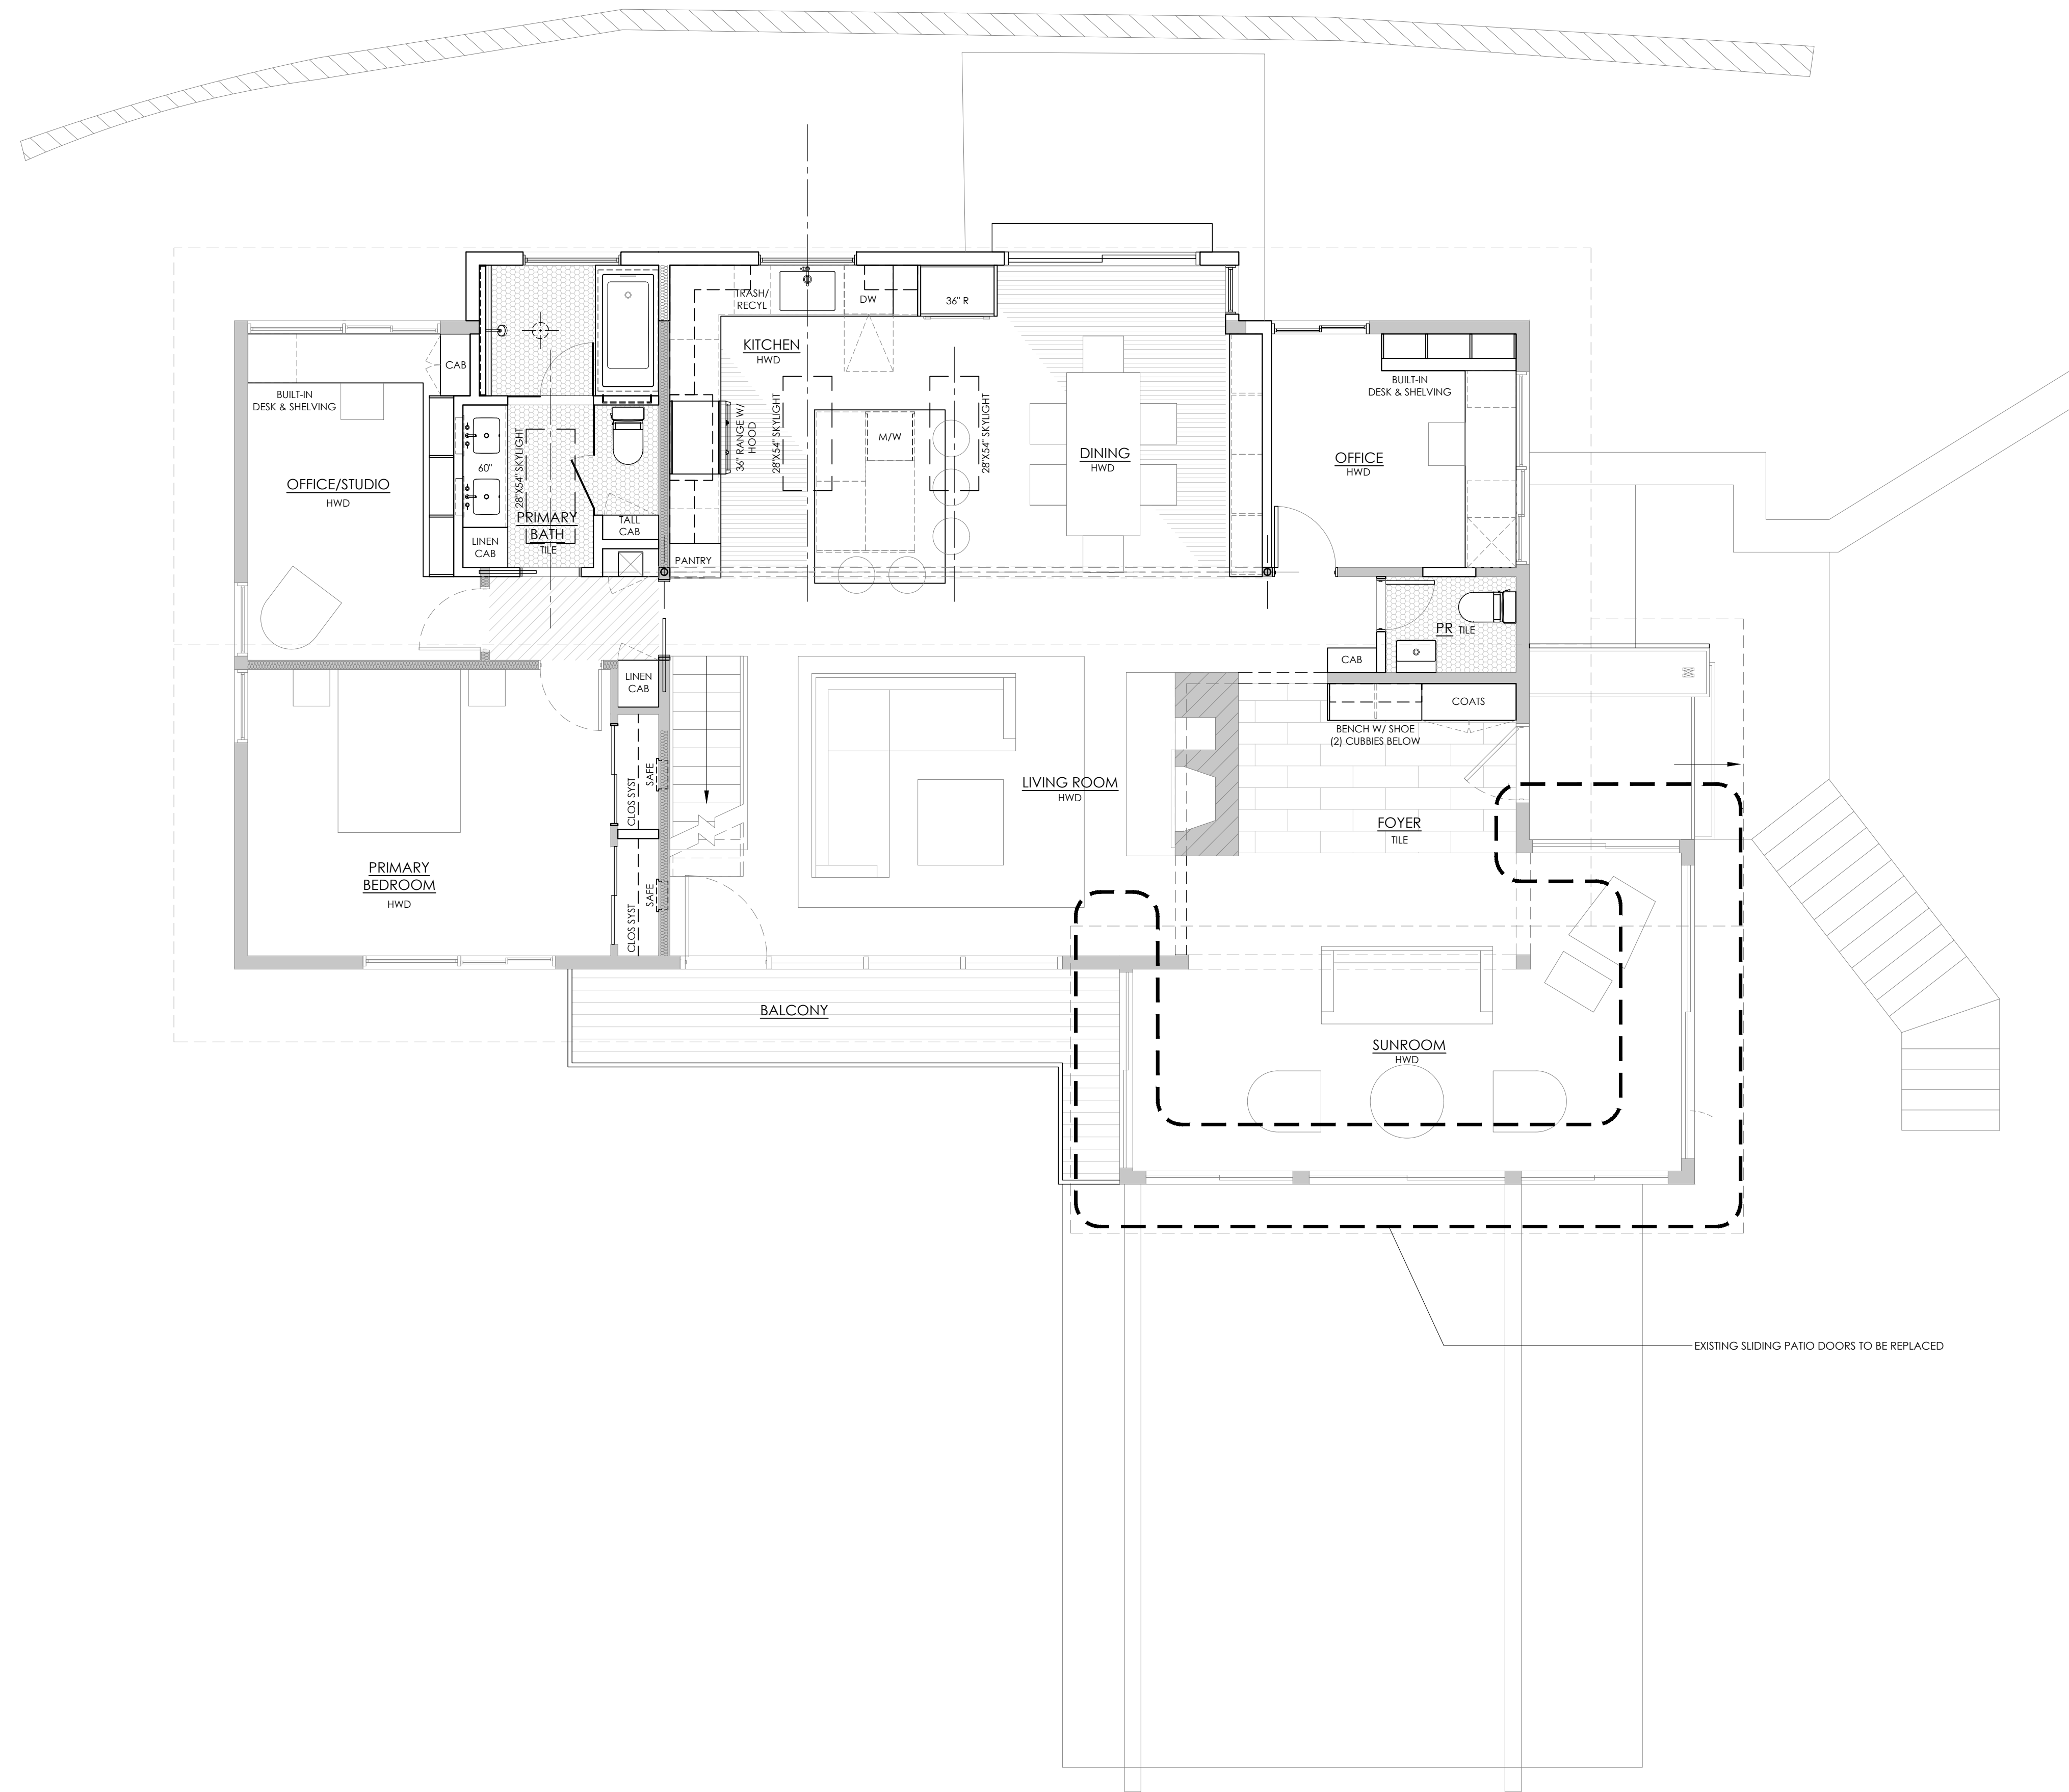 TRASH/
RECYL
DW
36" R
KITCHEN
HWD
CAB
BUILT-IN
DESK & SHELVING
OFFICE/STUDIO
HWD
60"
LINEN
CAB
28"X54" SKYLIGHT
PRIMARY
BATH
TILE
TALL
CAB
PANTRY
36" RANGE W/
HOOD
28"X54" SKYLIGHT
M/W
28"X54" SKYLIGHT
DINING
HWD
BUILT-IN
DESK & SHELVING
OFFICE
HWD
PR TILE
CAB
COATS
BENCH W/ SHOE
(2) CUBBIES BELOW
LINEN
CAB
CLOS SYST
SAFE
CLOS SYST
SAFE
LIVING ROOM
HWD
FOYER
TILE
PRIMARY
BEDROOM
HWD
BALCONY
SUNROOM
HWD
EXISTING SLIDING PATIO DOORS TO BE REPLACED